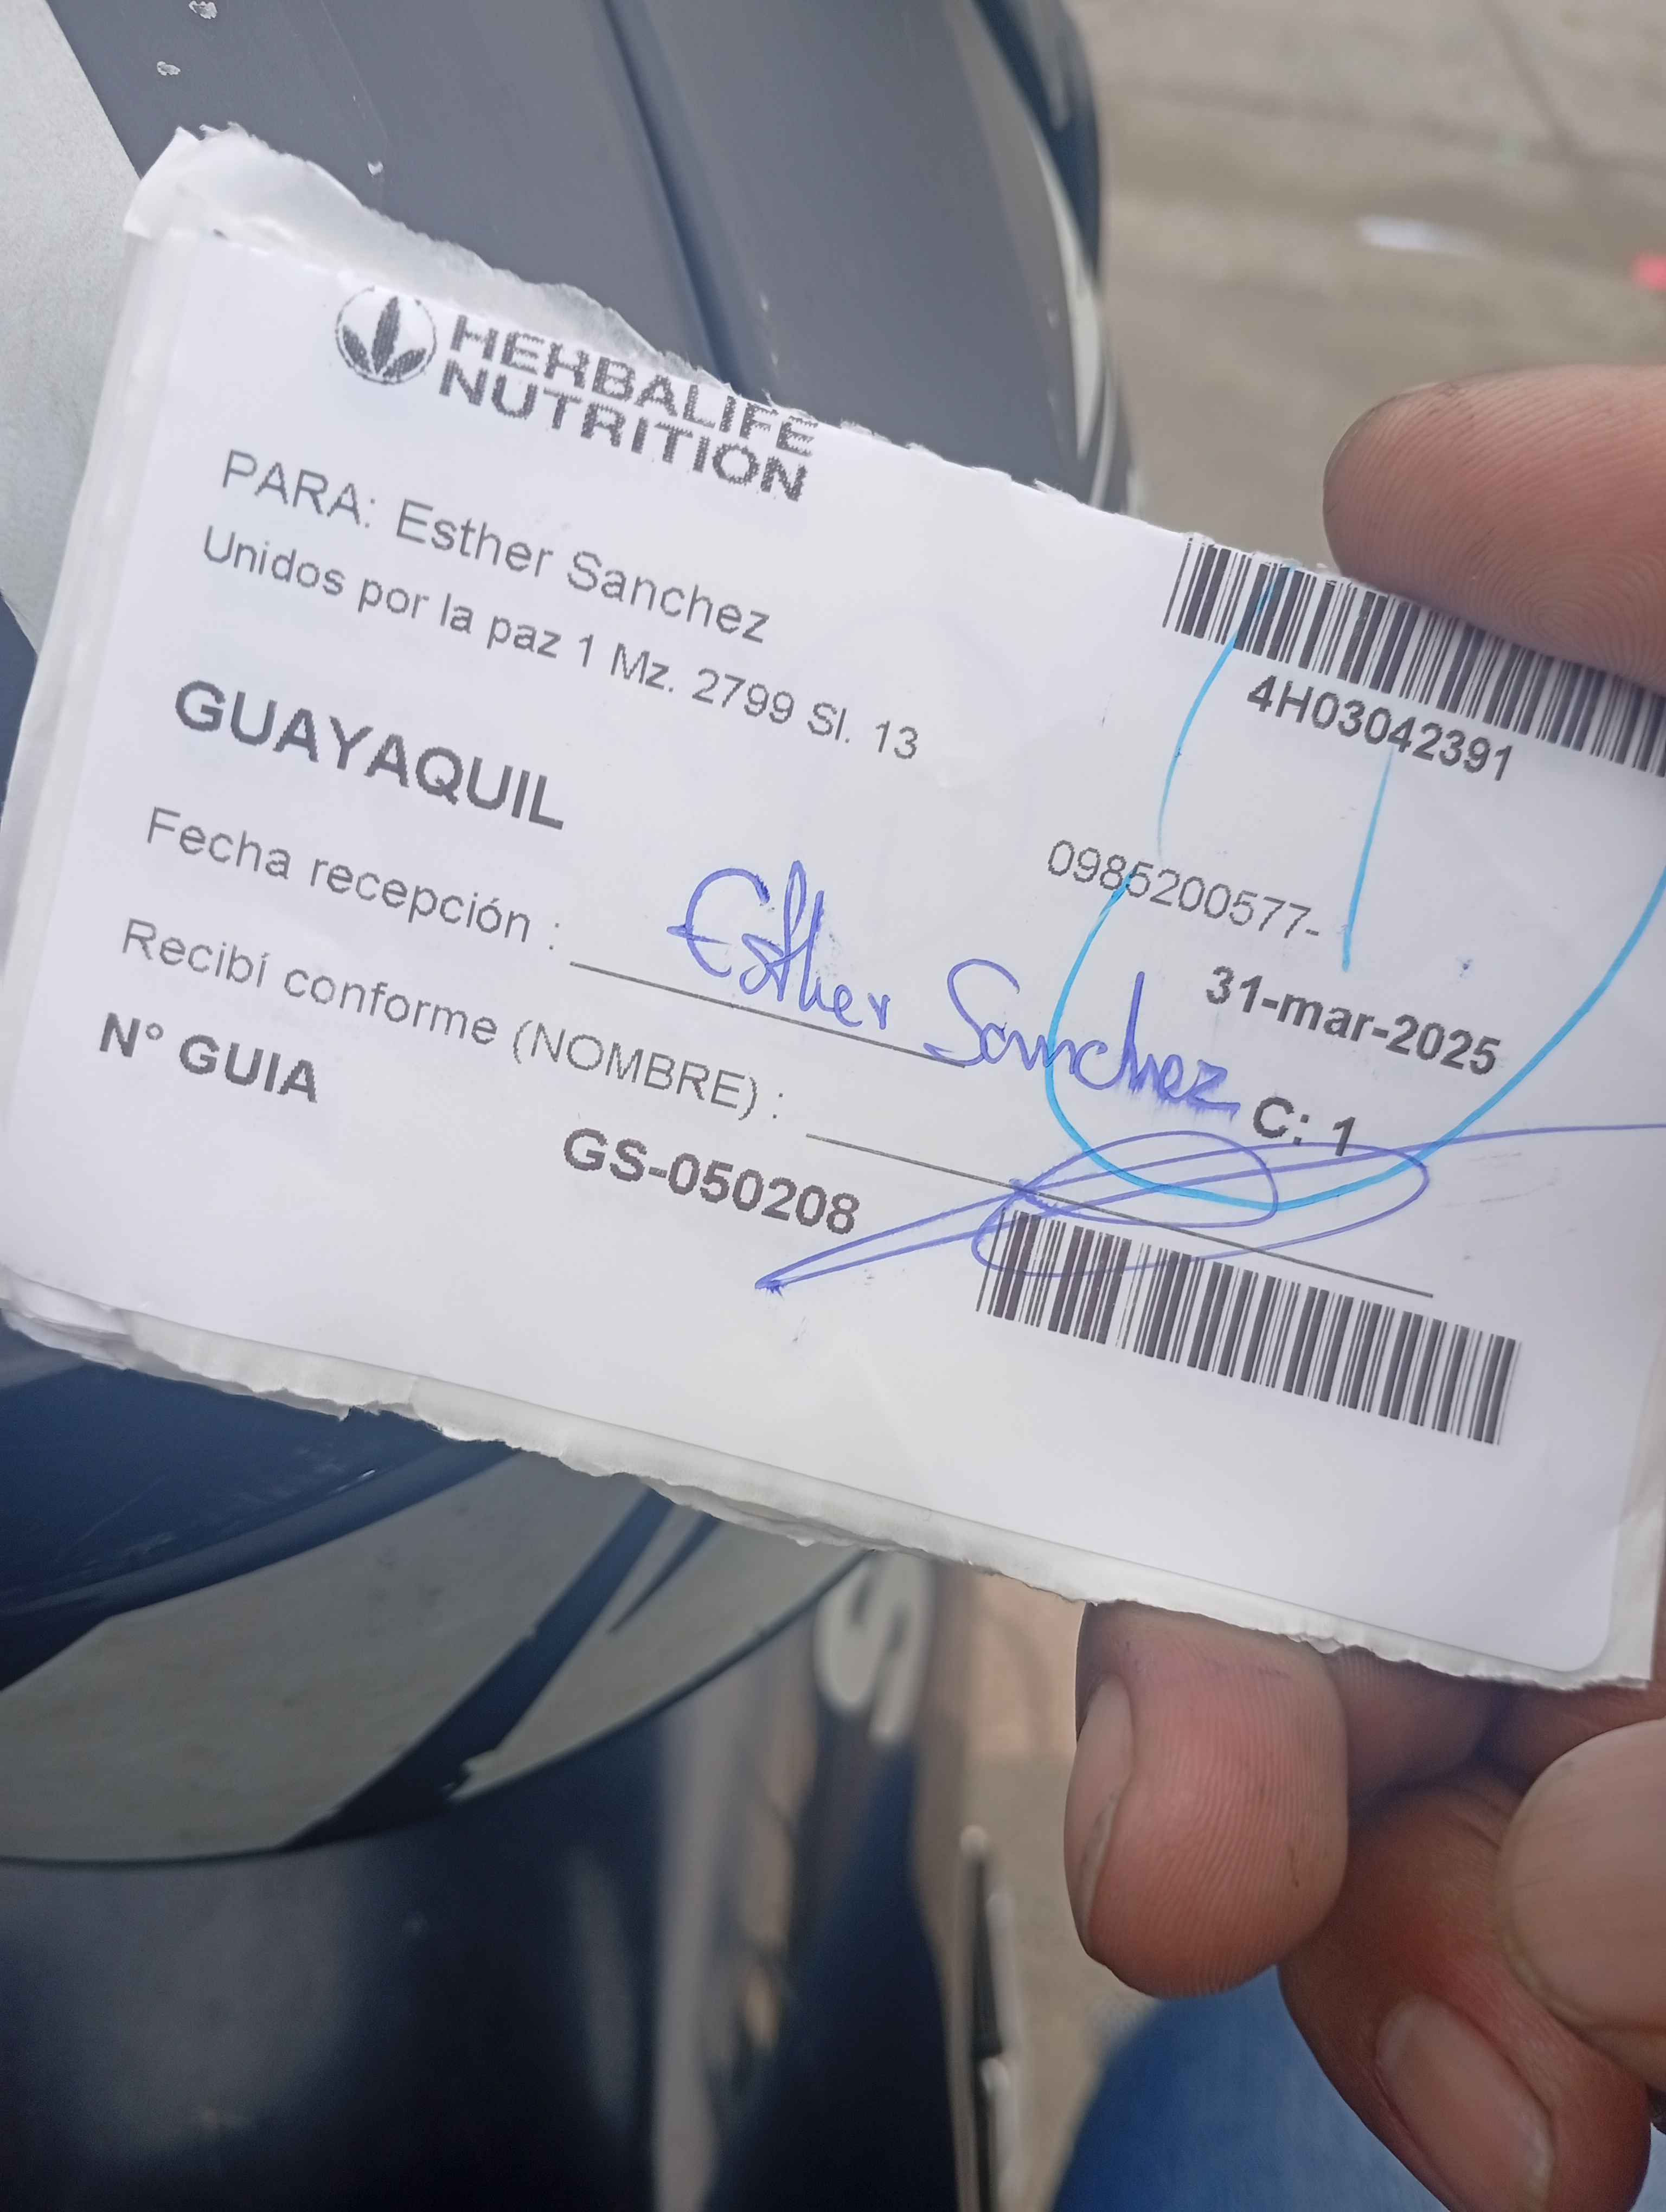 HERBALIFE
NUTRITION
PARA: Esther Sanchez
Unidos por la paz 1 Mz. 2799 Sl. 13
4H03042391
GUAYAQUIL
0985200577-
Fecha recepción :
31-mar-2025
Esther Sanchez
Recibí conforme (NOMBRE) :
C: 1
N° GUIA
GS-050208
S